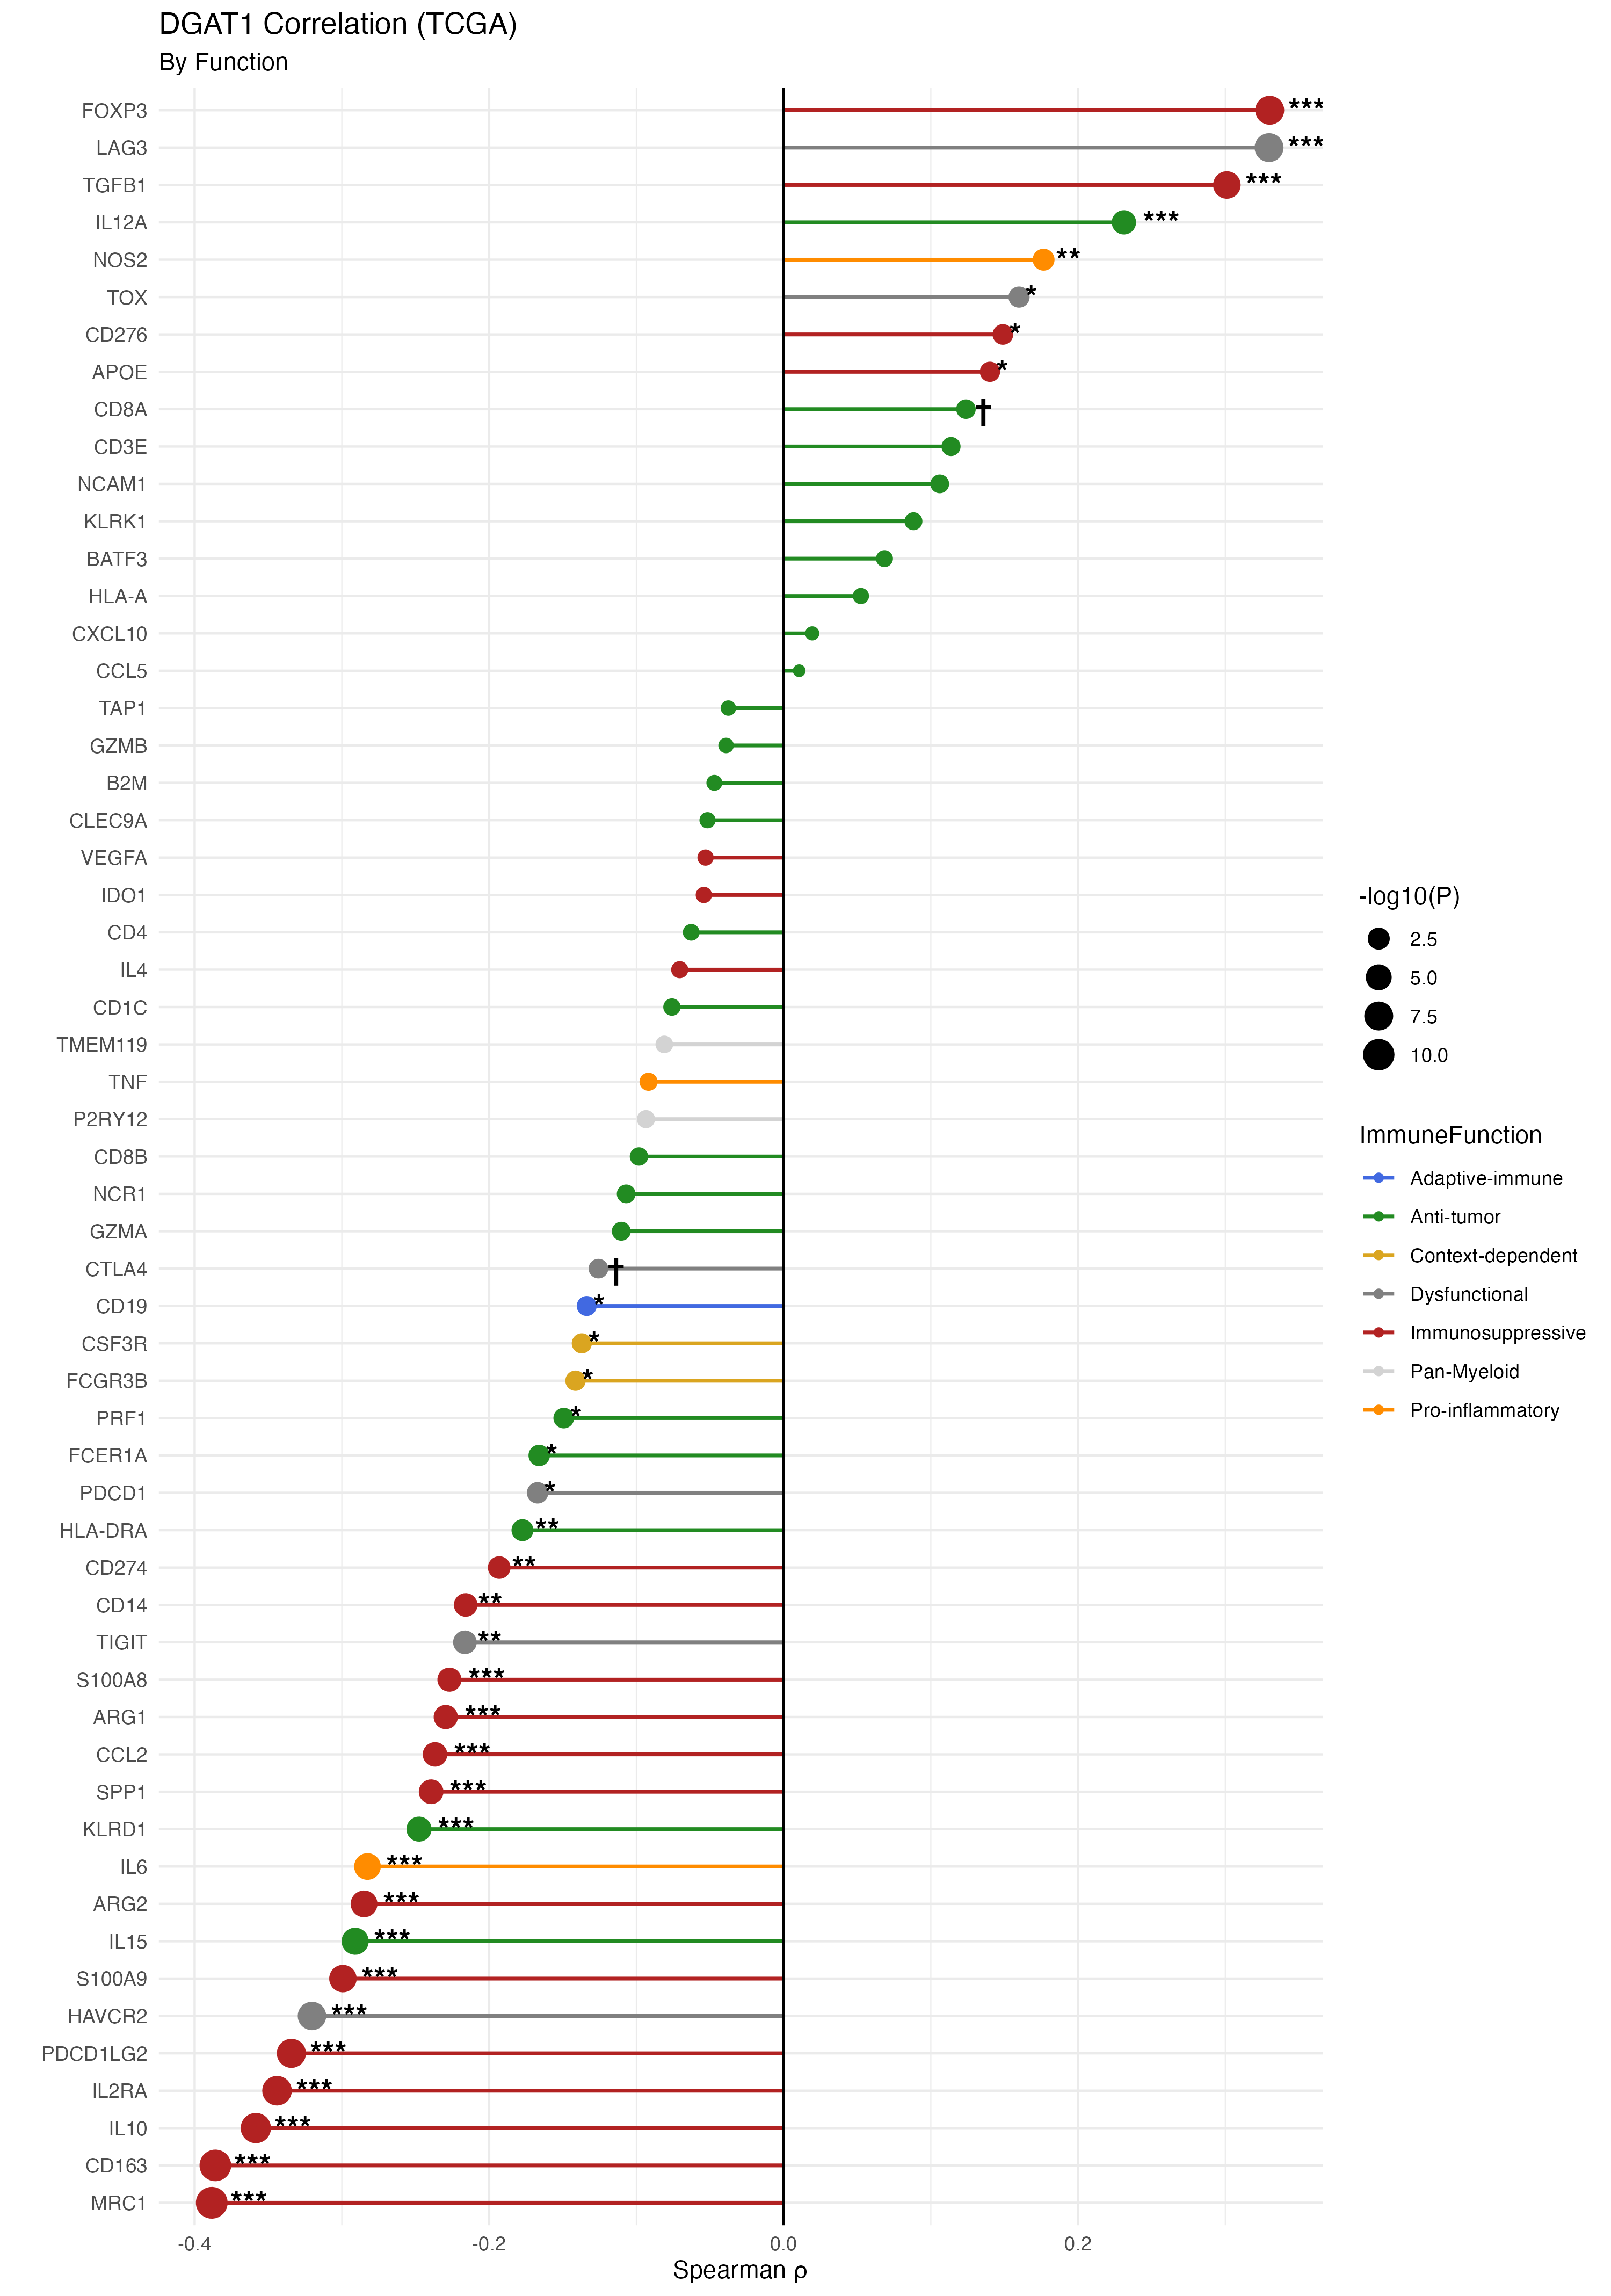 DGAT1 Correlation (TCGA)
By Function
FOXP3 ***
LAG3 ***
TGFB1 ***
IL12A ***
NOS2 **
TOX *
CD276 *
APOE *
CD8A †
CD3E
NCAM1
KLRK1
BATF3
HLA-A
CXCL10
CCL5
TAP1
GZMB
B2M
CLEC9A
VEGFA
IDO1
CD4
IL4
CD1C
TMEM119
TNF
P2RY12
CD8B
NCR1
GZMA
CTLA4 †
CD19 *
CSF3R *
FCGR3B *
PRF1 *
FCER1A *
PDCD1 *
HLA-DRA **
CD274 **
CD14 **
TIGIT **
S100A8 ***
ARG1 ***
CCL2 ***
SPP1 ***
KLRD1 ***
IL6 ***
ARG2 ***
IL15 ***
S100A9 ***
HAVCR2 ***
PDCD1LG2 ***
IL2RA ***
IL10 ***
CD163 ***
MRC1 ***
-0.4 -0.2 0.0 0.2
Spearman ρ
-log10(P)
2.5
5.0
7.5
10.0
ImmuneFunction
Adaptive-immune
Anti-tumor
Context-dependent
Dysfunctional
Immunosuppressive
Pan-Myeloid
Pro-inflammatory